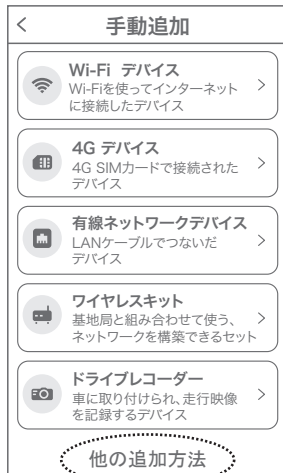 手動追加
Wi-Fi デバイス
Wi-Fiを使ってインターネット
に接続したデバイス
4G デバイス
4G SIMカードで接続された
デバイス
有線ネットワークデバイス
LANケーブルでつないだ
デバイス
ワイヤレスキット
基地局と組み合わせて使う、
ネットワークを構築できるセット
ドライブレコーダー
車に取り付けられ、走行映像
を記録するデバイス
他の追加方法